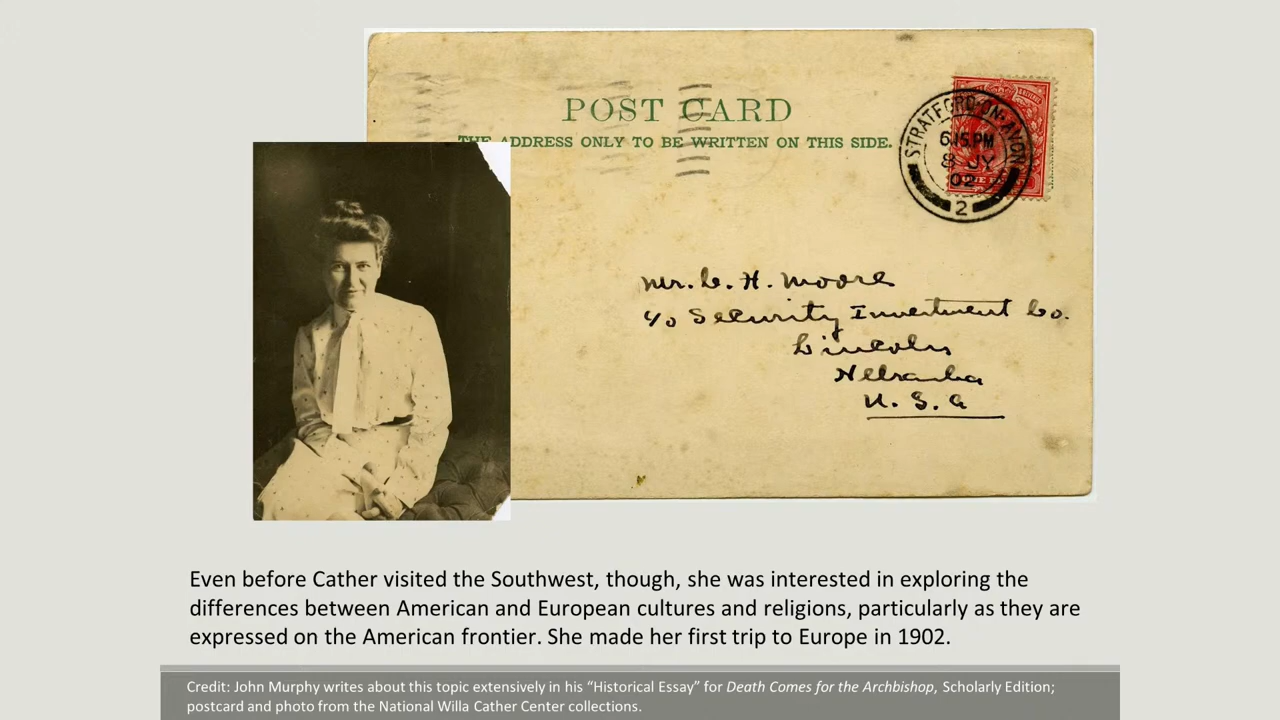 POST CARD
THE ADDRESS ONLY TO BE WRITTEN ON THIS SIDE.
STRATFORD-ON-AVON
6.15 PM
8 JY
02
2
Mr. C. H. Moore
c/o Security Investment Co.
Lincoln
Nebraska
U. S. A
Even before Cather visited the Southwest, though, she was interested in exploring the
differences between American and European cultures and religions, particularly as they are
expressed on the American frontier. She made her first trip to Europe in 1902.
Credit: John Murphy writes about this topic extensively in his “Historical Essay” for Death Comes for the Archbishop, Scholarly Edition;
postcard and photo from the National Willa Cather Center collections.